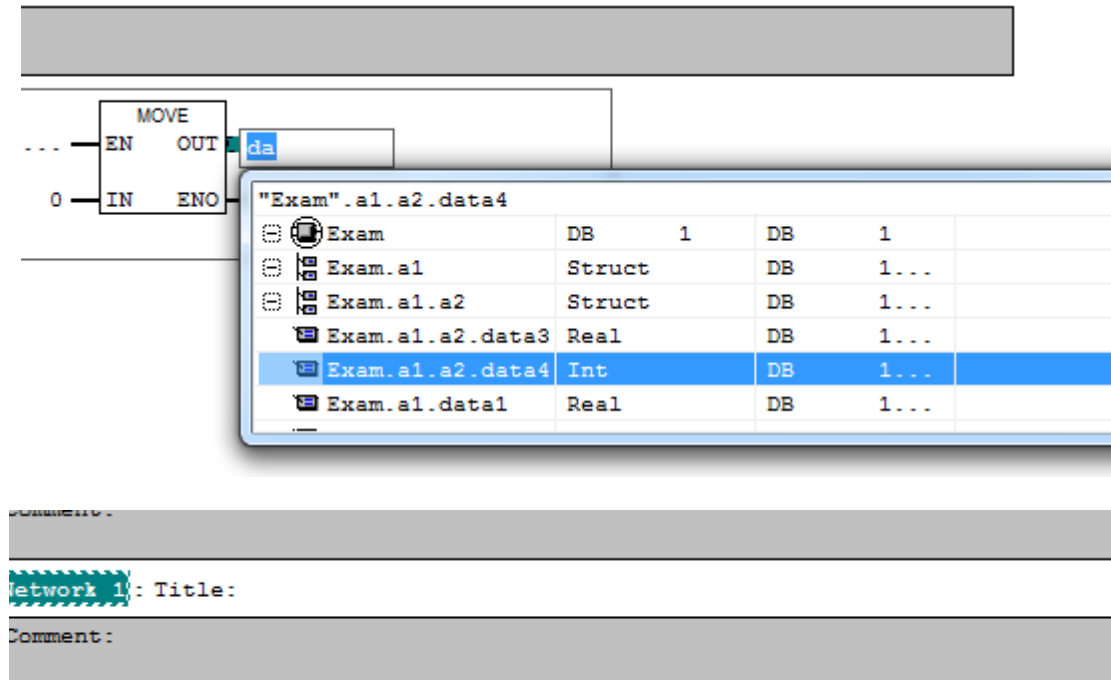 MOVE
... EN OUT da
0 IN ENO
"Exam".a1.a2.data4
Exam DB 1 DB 1
Exam.a1 Struct DB 1...
Exam.a1.a2 Struct DB 1...
Exam.a1.a2.data3 Real DB 1...
Exam.a1.a2.data4 Int DB 1...
Exam.a1.data1 Real DB 1...
Comment:
Network 1: Title:
Comment: